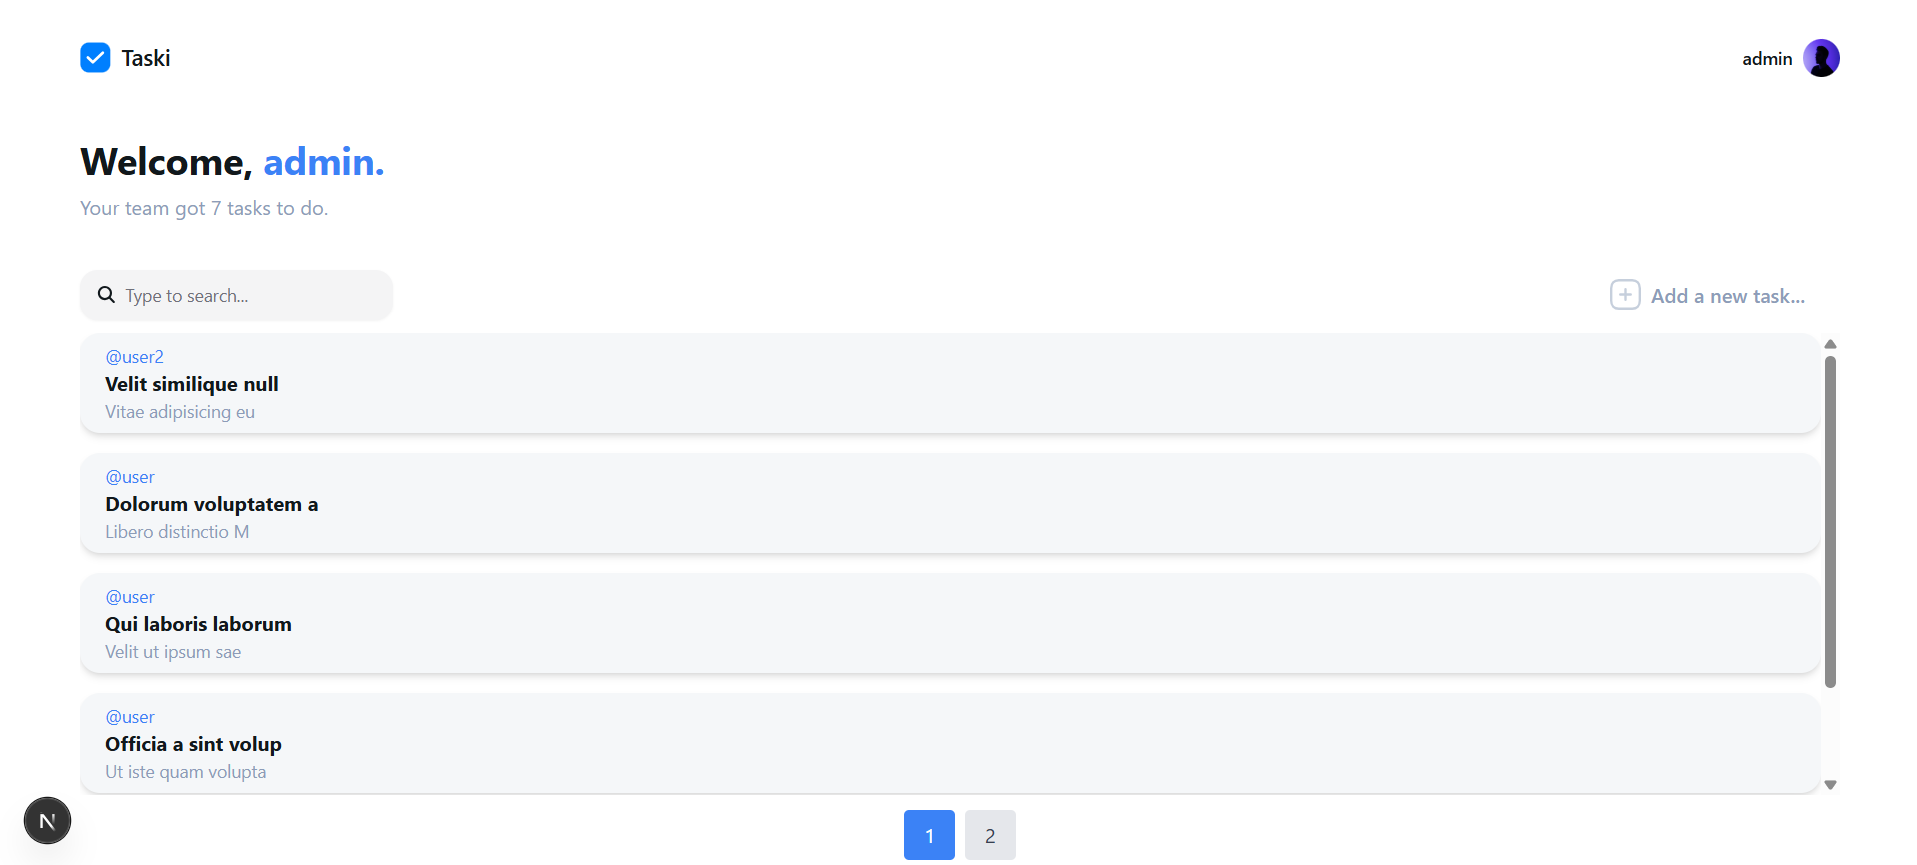 Taski
admin
Welcome, admin.
Your team got 7 tasks to do.
Type to search...
Add a new task...
@user2
Velit similique null
Vitae adipisicing eu
@user
Dolorum voluptatem a
Libero distinctio M
@user
Qui laboris laborum
Velit ut ipsum sae
@user
Officia a sint volup
Ut iste quam volupta
N
1 2